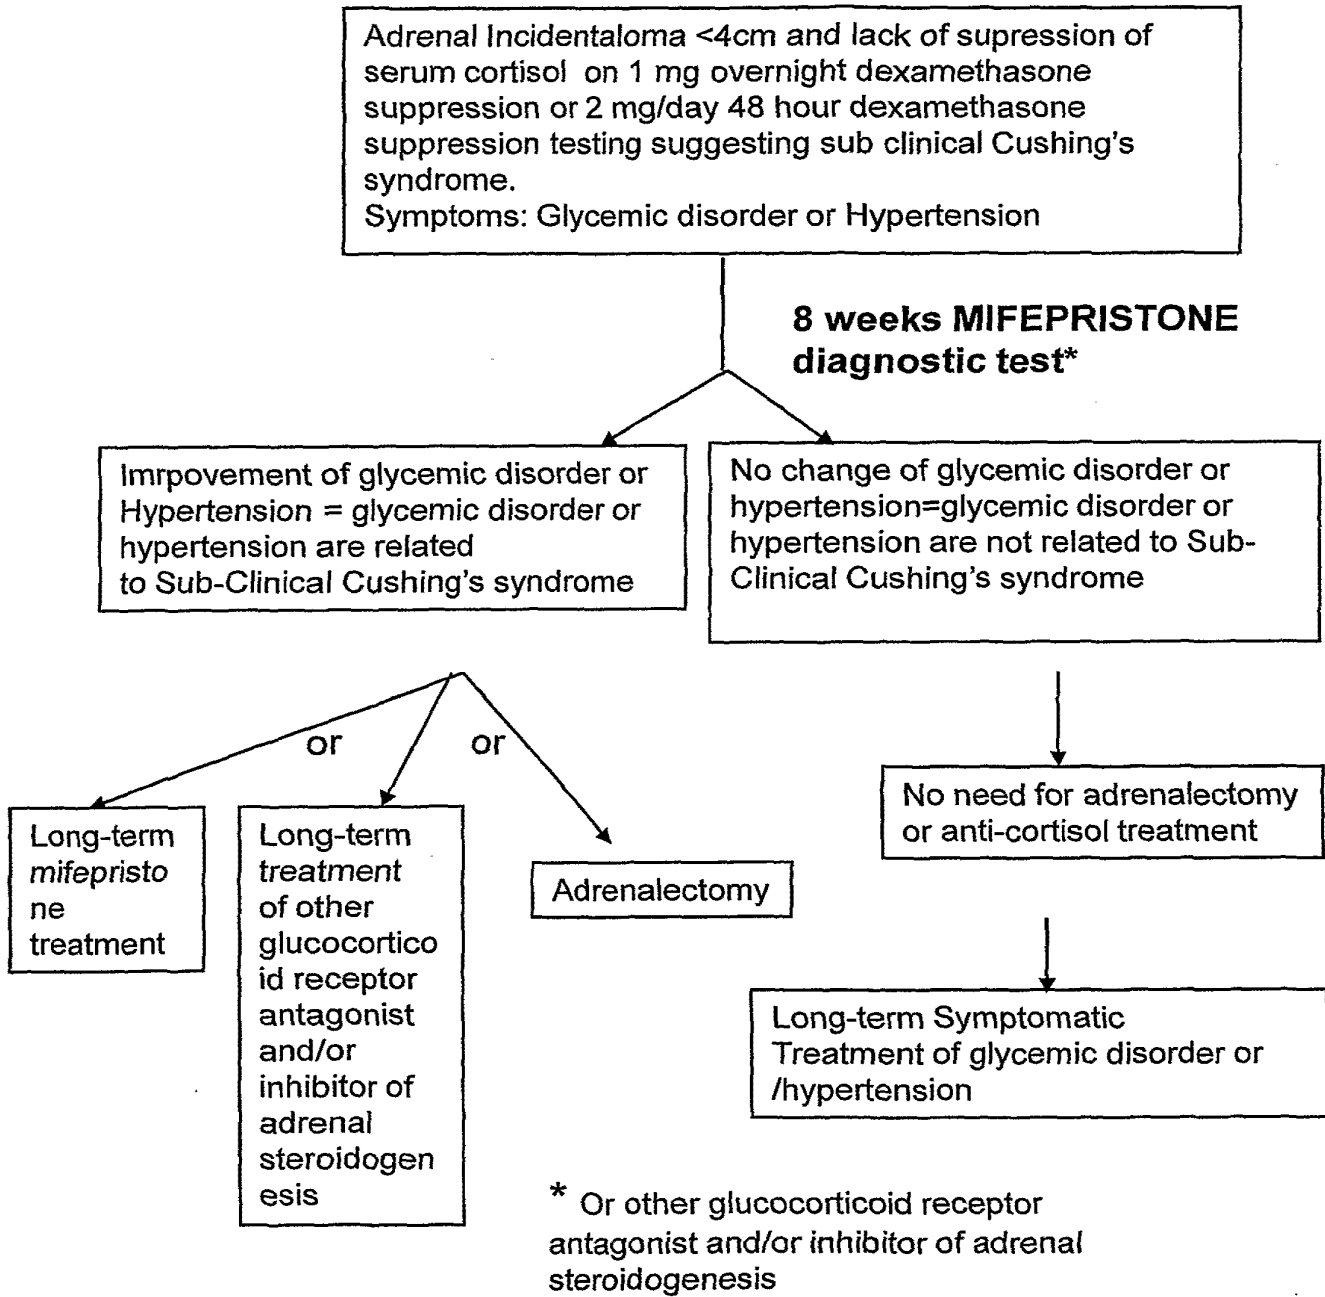 Adrenal Incidentaloma <4cm and lack of supression of
serum cortisol on 1 mg overnight dexamethasone
suppression or 2 mg/day 48 hour dexamethasone
suppression testing suggesting sub clinical Cushing's
syndrome.
Symptoms: Glycemic disorder or Hypertension
8 weeks MIFEPRISTONE
diagnostic test*
Imrpovement of glycemic disorder or
Hypertension = glycemic disorder or
hypertension are related
to Sub-Clinical Cushing's syndrome
No change of glycemic disorder or
hypertension=glycemic disorder or
hypertension are not related to Sub-
Clinical Cushing's syndrome
or
or
Long-term
mifepristo
ne
treatment
Long-term
treatment
of other
glucocortico
id receptor
antagonist
and/or
inhibitor of
adrenal
steroidogen
esis
Adrenalectomy
No need for adrenalectomy
or anti-cortisol treatment
Long-term Symptomatic
Treatment of glycemic disorder or
/hypertension
* Or other glucocorticoid receptor
antagonist and/or inhibitor of adrenal
steroidogenesis